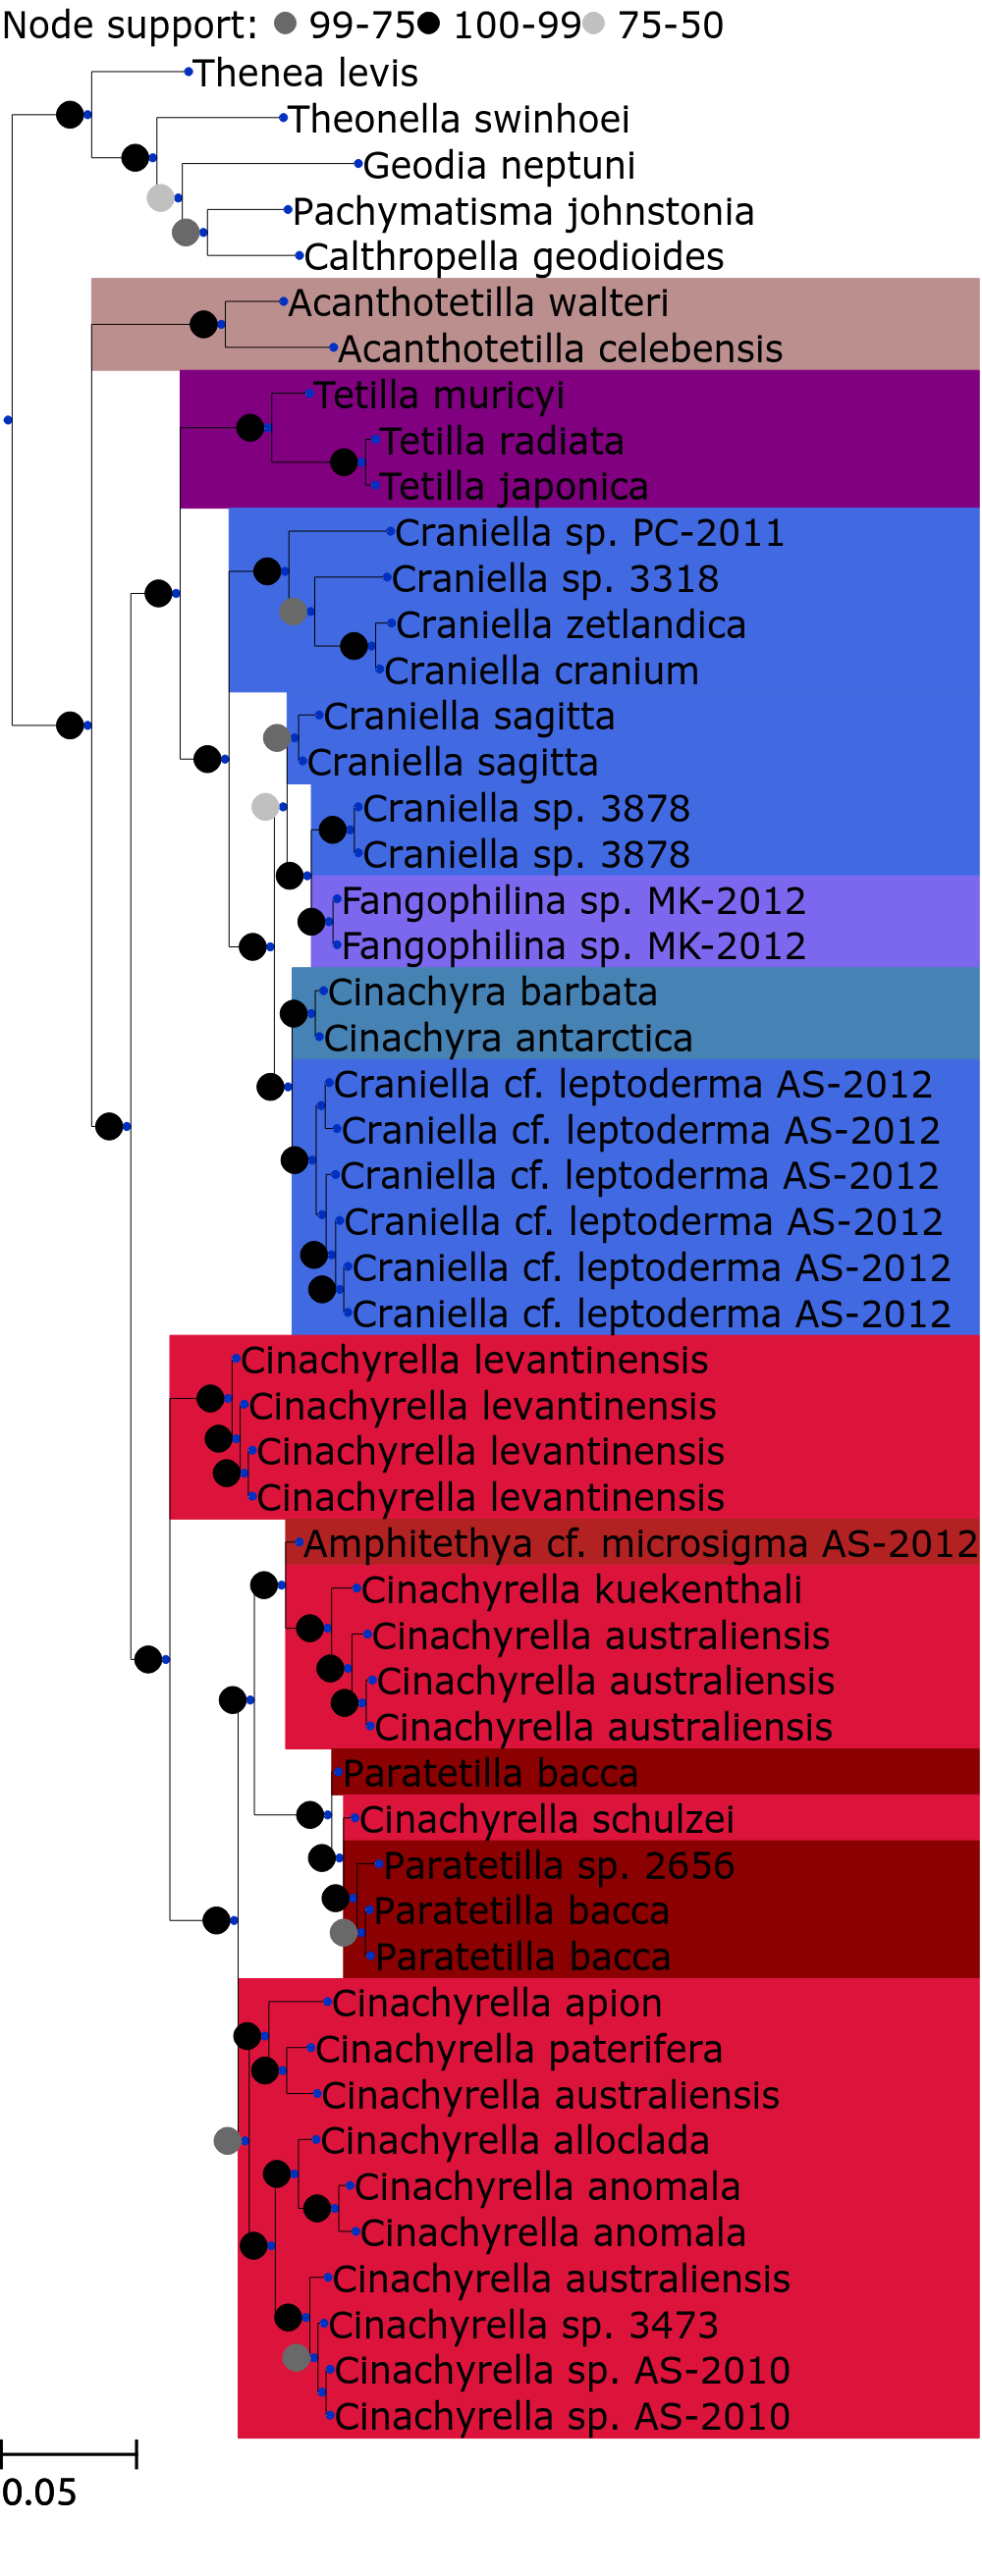 Node support: 99-75 100-99 75-50
Thenea levis
Theonella swinhoei
Geodia neptuni
Pachymatisma johnstonia
Calthropella geodioides
Acanthotetilla walteri
Acanthotetilla celebensis
Tetilla muricyi
Tetilla radiata
Tetilla japonica
Craniella sp. PC-2011
Craniella sp. 3318
Craniella zetlandica
Craniella cranium
Craniella sagitta
Craniella sagitta
Craniella sp. 3878
Craniella sp. 3878
Fangophilina sp. MK-2012
Fangophilina sp. MK-2012
Cinachyra barbata
Cinachyra antarctica
Craniella cf. leptoderma AS-2012
Craniella cf. leptoderma AS-2012
Craniella cf. leptoderma AS-2012
Craniella cf. leptoderma AS-2012
Craniella cf. leptoderma AS-2012
Craniella cf. leptoderma AS-2012
Cinachyrella levantinensis
Cinachyrella levantinensis
Cinachyrella levantinensis
Cinachyrella levantinensis
Amphitethya cf. microsigma AS-2012
Cinachyrella kuekenthali
Cinachyrella australiensis
Cinachyrella australiensis
Cinachyrella australiensis
Paratetilla bacca
Cinachyrella schulzei
Paratetilla sp. 2656
Paratetilla bacca
Paratetilla bacca
Cinachyrella apion
Cinachyrella paterifera
Cinachyrella australiensis
Cinachyrella alloclada
Cinachyrella anomala
Cinachyrella anomala
Cinachyrella australiensis
Cinachyrella sp. 3473
Cinachyrella sp. AS-2010
Cinachyrella sp. AS-2010
0.05